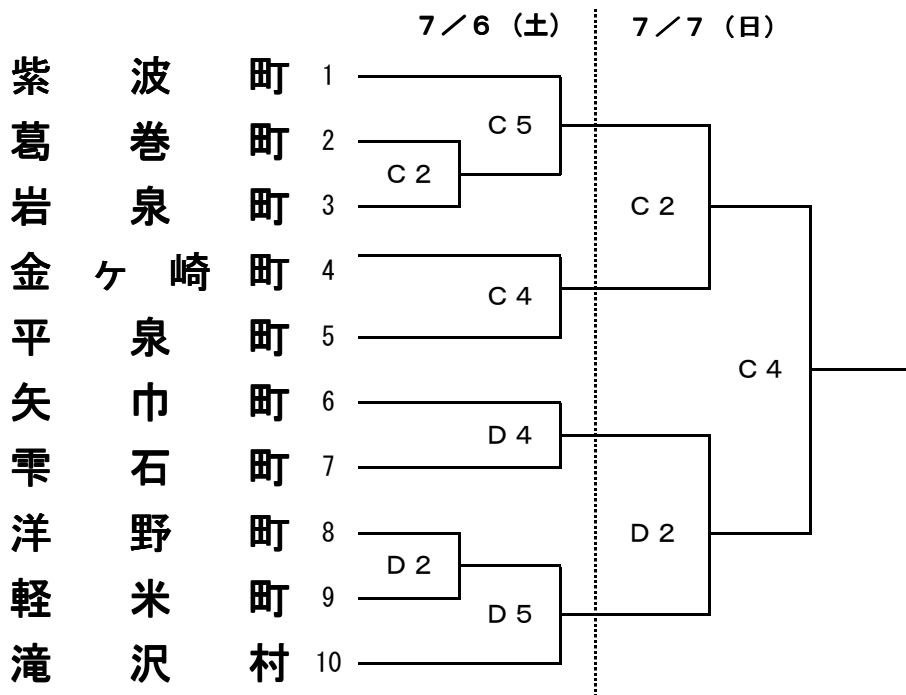 ７／６（土） ７／７（日）
紫波町 1
C５
葛巻町 2
C２
岩泉町 3
C２
金ヶ崎町 4
C４
平泉町 5
C４
矢巾町 6
D４
雫石町 7
洋野町 8
D２
D２
軽米町 9
D５
滝沢村 10